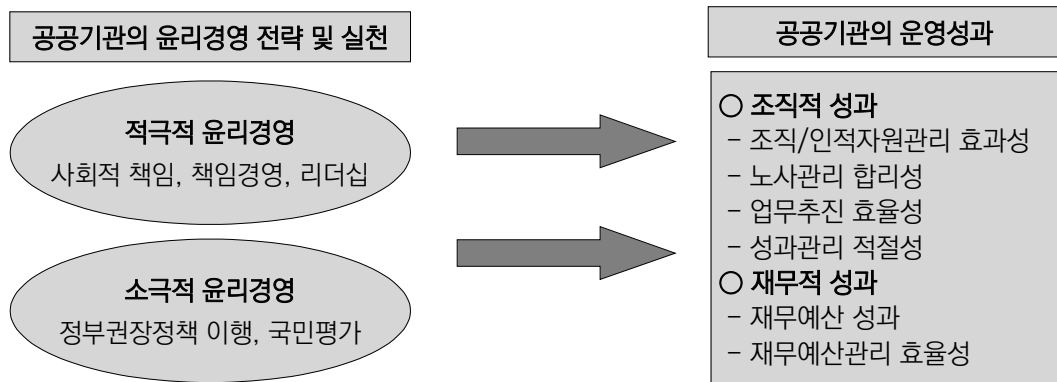 공공기관의 윤리경영 전략 및 실천
적극적 윤리경영
사회적 책임, 책임경영, 리더십
소극적 윤리경영
정부권장정책 이행, 국민평가
공공기관의 운영성과
○ 조직적 성과
- 조직/인적자원관리 효과성
- 노사관리 합리성
- 업무추진 효율성
- 성과관리 적절성
○ 재무적 성과
- 재무예산 성과
- 재무예산관리 효율성